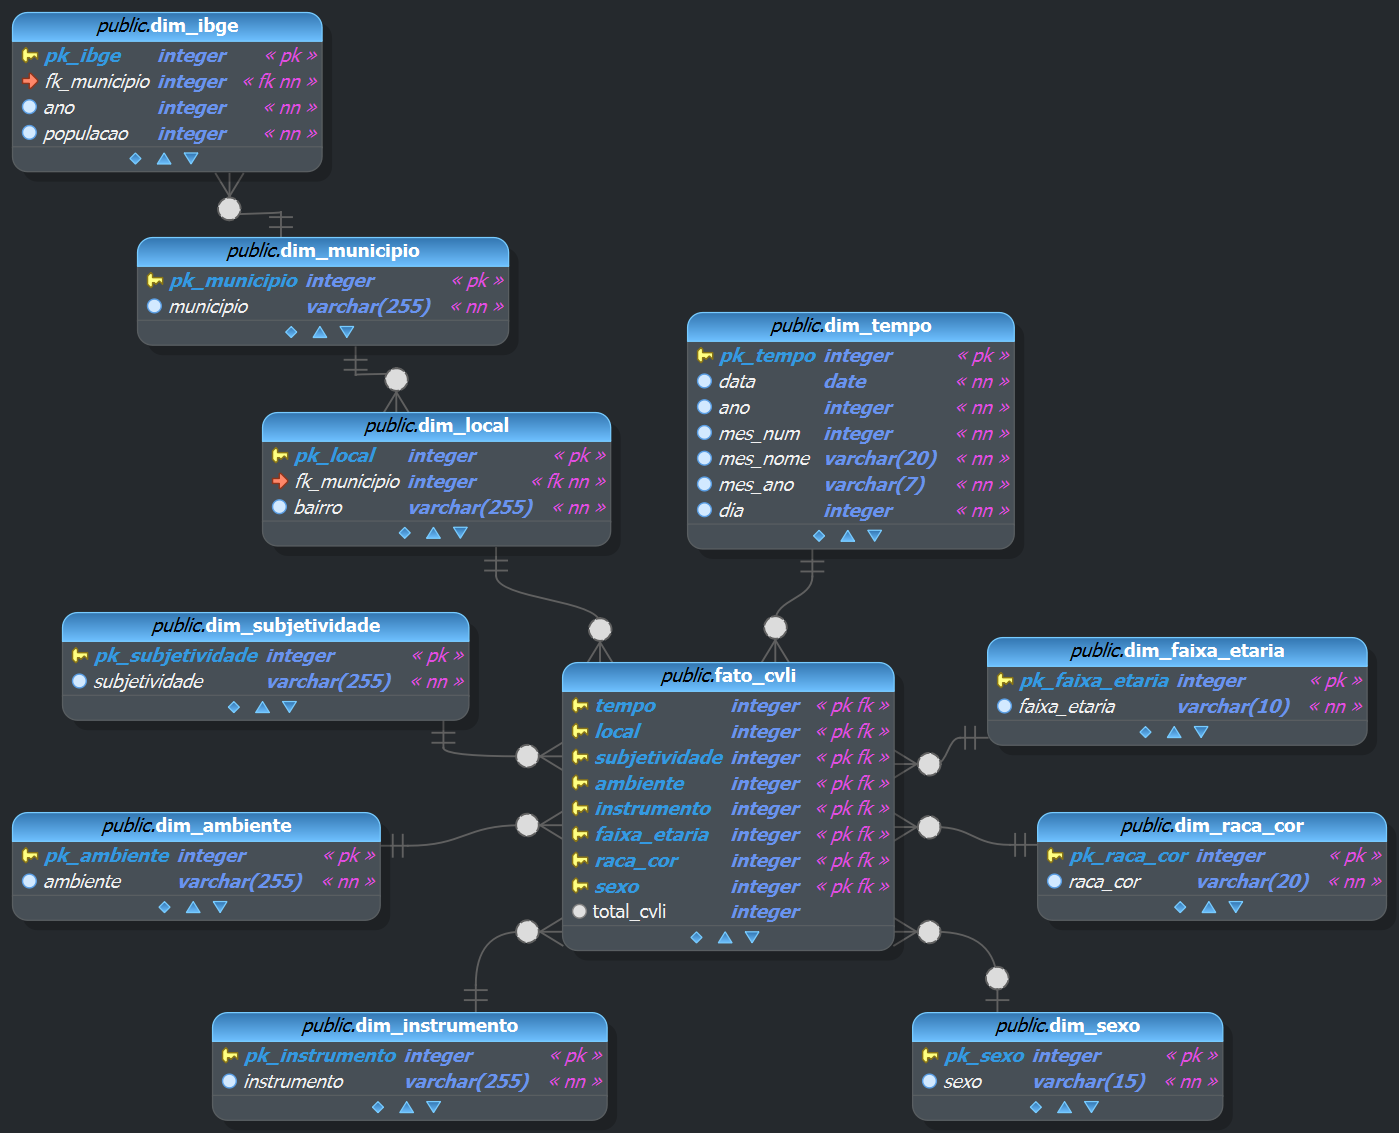 public.dim_ibge
pk_ibge integer « pk »
fk_municipio integer « fk nn »
ano integer « nn »
populacao integer « nn »
public.dim_municipio
pk_municipio integer « pk »
municipio varchar(255) « nn »
public.dim_tempo
pk_tempo integer « pk »
data date « nn »
ano integer « nn »
mes_num integer « nn »
mes_nome varchar(20) « nn »
mes_ano varchar(7) « nn »
dia integer « nn »
public.dim_local
pk_local integer « pk »
fk_municipio integer « fk nn »
bairro varchar(255) « nn »
public.dim_subjetividade
pk_subjetividade integer « pk »
subjetividade varchar(255) « nn »
public.fato_cvli
tempo integer « pk fk »
local integer « pk fk »
subjetividade integer « pk fk »
ambiente integer « pk fk »
instrumento integer « pk fk »
faixa_etaria integer « pk fk »
raca_cor integer « pk fk »
sexo integer « pk fk »
total_cvli integer
public.dim_faixa_etaria
pk_faixa_etaria integer « pk »
faixa_etaria varchar(10) « nn »
public.dim_ambiente
pk_ambiente integer « pk »
ambiente varchar(255) « nn »
public.dim_raca_cor
pk_raca_cor integer « pk »
raca_cor varchar(20) « nn »
public.dim_instrumento
pk_instrumento integer « pk »
instrumento varchar(255) « nn »
public.dim_sexo
pk_sexo integer « pk »
sexo varchar(15) « nn »